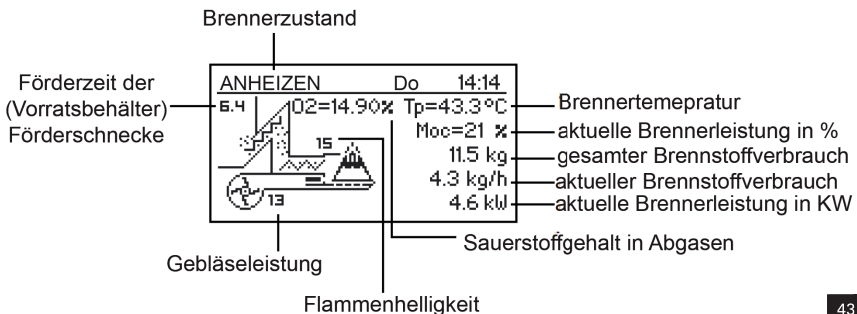 Brennerzustand
Förderzeit der
(Vorratsbehälter)
Förderschnecke
ANHEIZEN Do 14:14
6.4 O2=14.90% Tp=43.3°C
Moc=21 %
15
11.5 kg
4.3 kg/h
13
4.6 kW
Brennertemepratur
aktuelle Brennerleistung in %
gesamter Brennstoffverbrauch
aktueller Brennstoffverbrauch
aktuelle Brennerleistung in KW
Sauerstoffgehalt in Abgasen
Gebläseleistung
Flammenhelligkeit
43